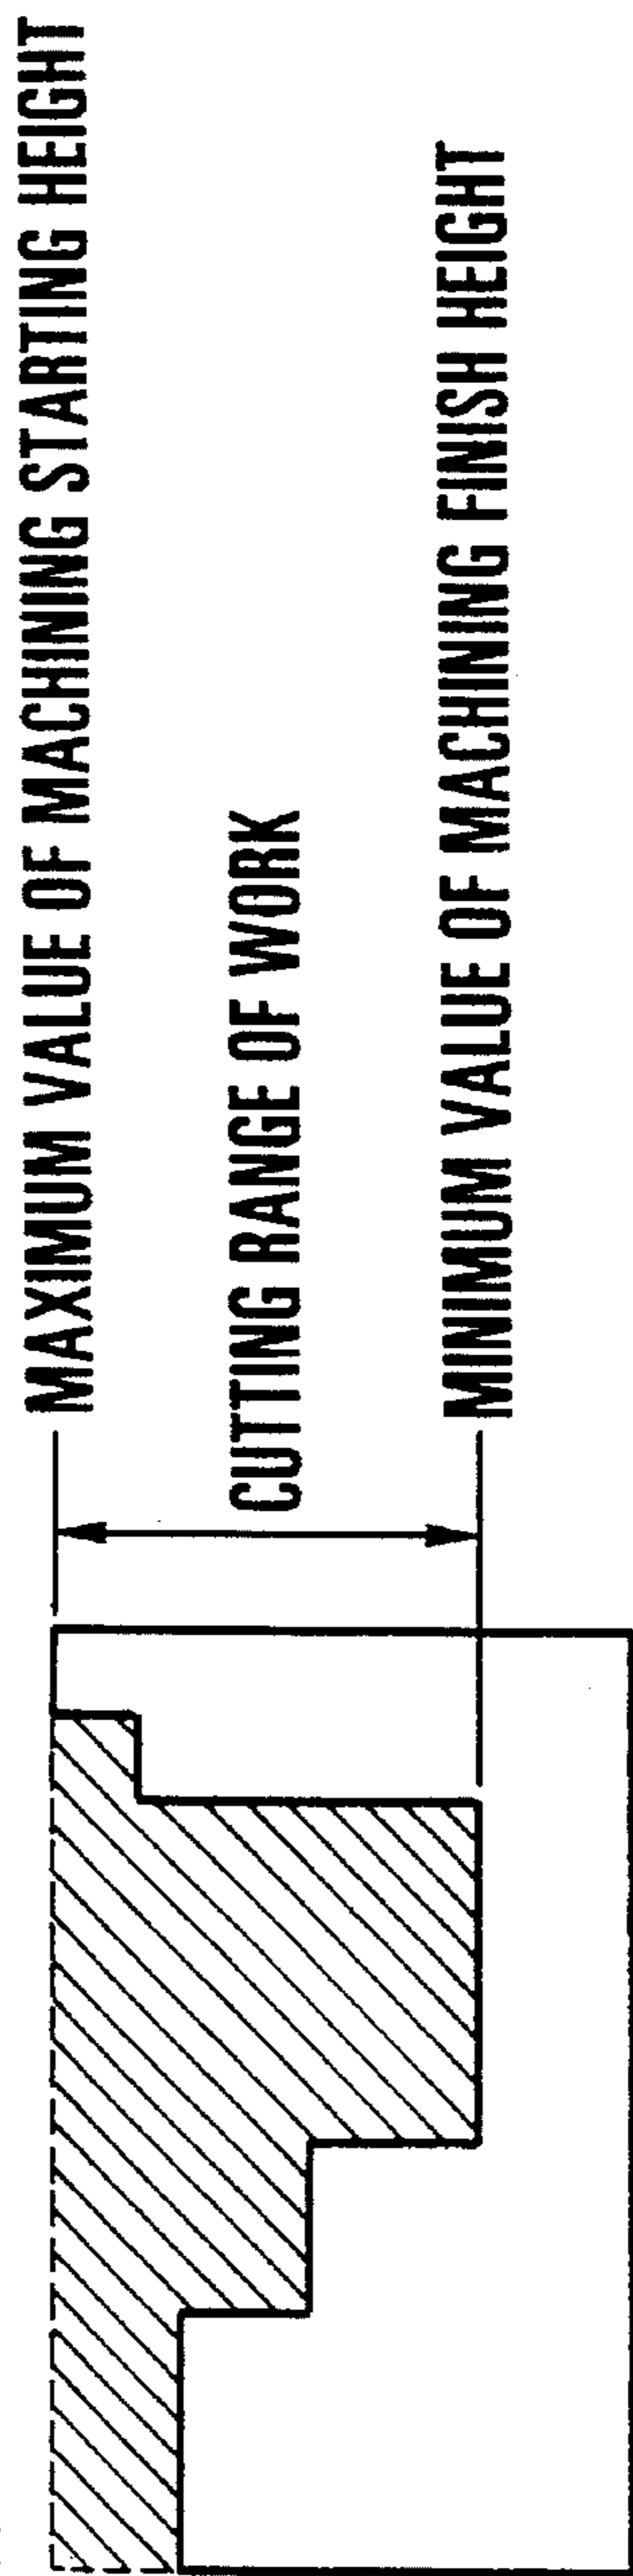 MAXIMUM VALUE OF MACHINING STARTING HEIGHT
CUTTING RANGE OF WORK
MINIMUM VALUE OF MACHINING FINISH HEIGHT